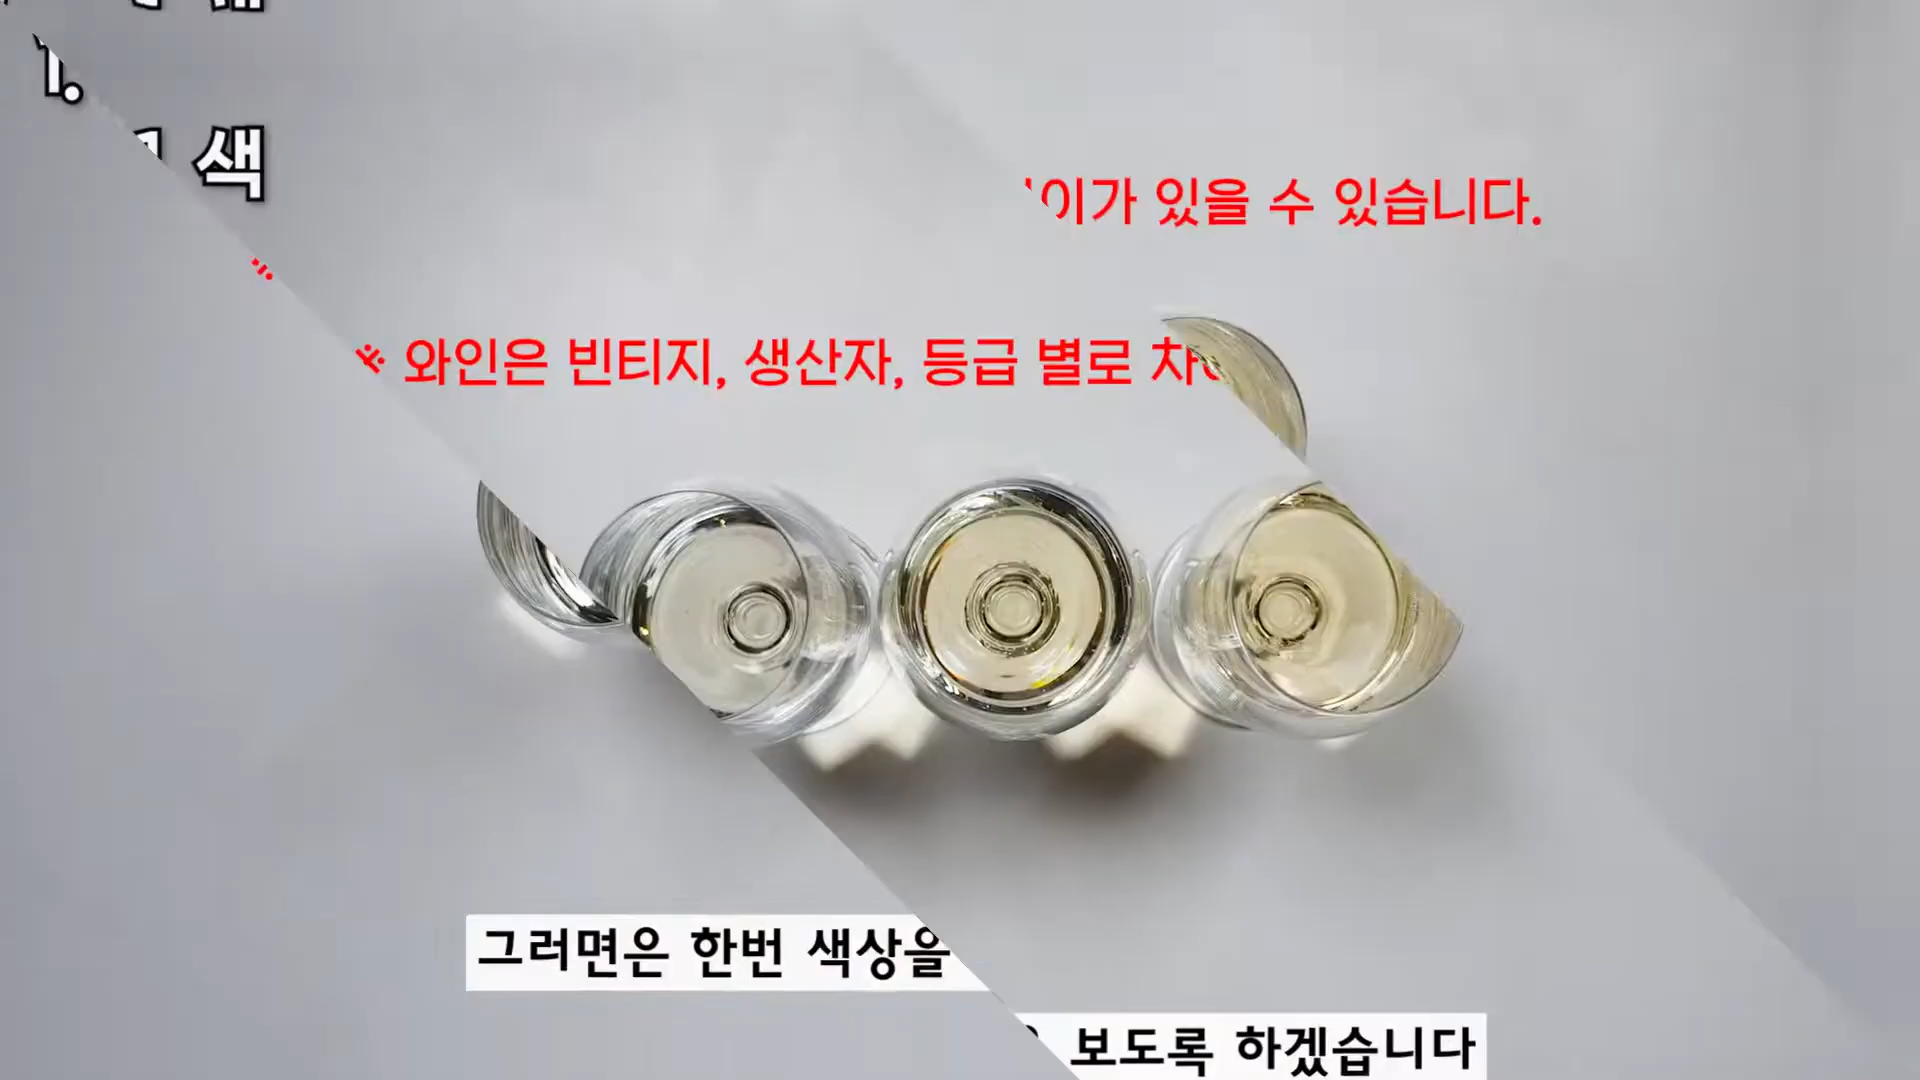 1.
색
이가 있을 수 있습니다.
※ 와인은 빈티지, 생산자, 등급 별로
그러면은 한번 색상을
보도록 하겠습니다